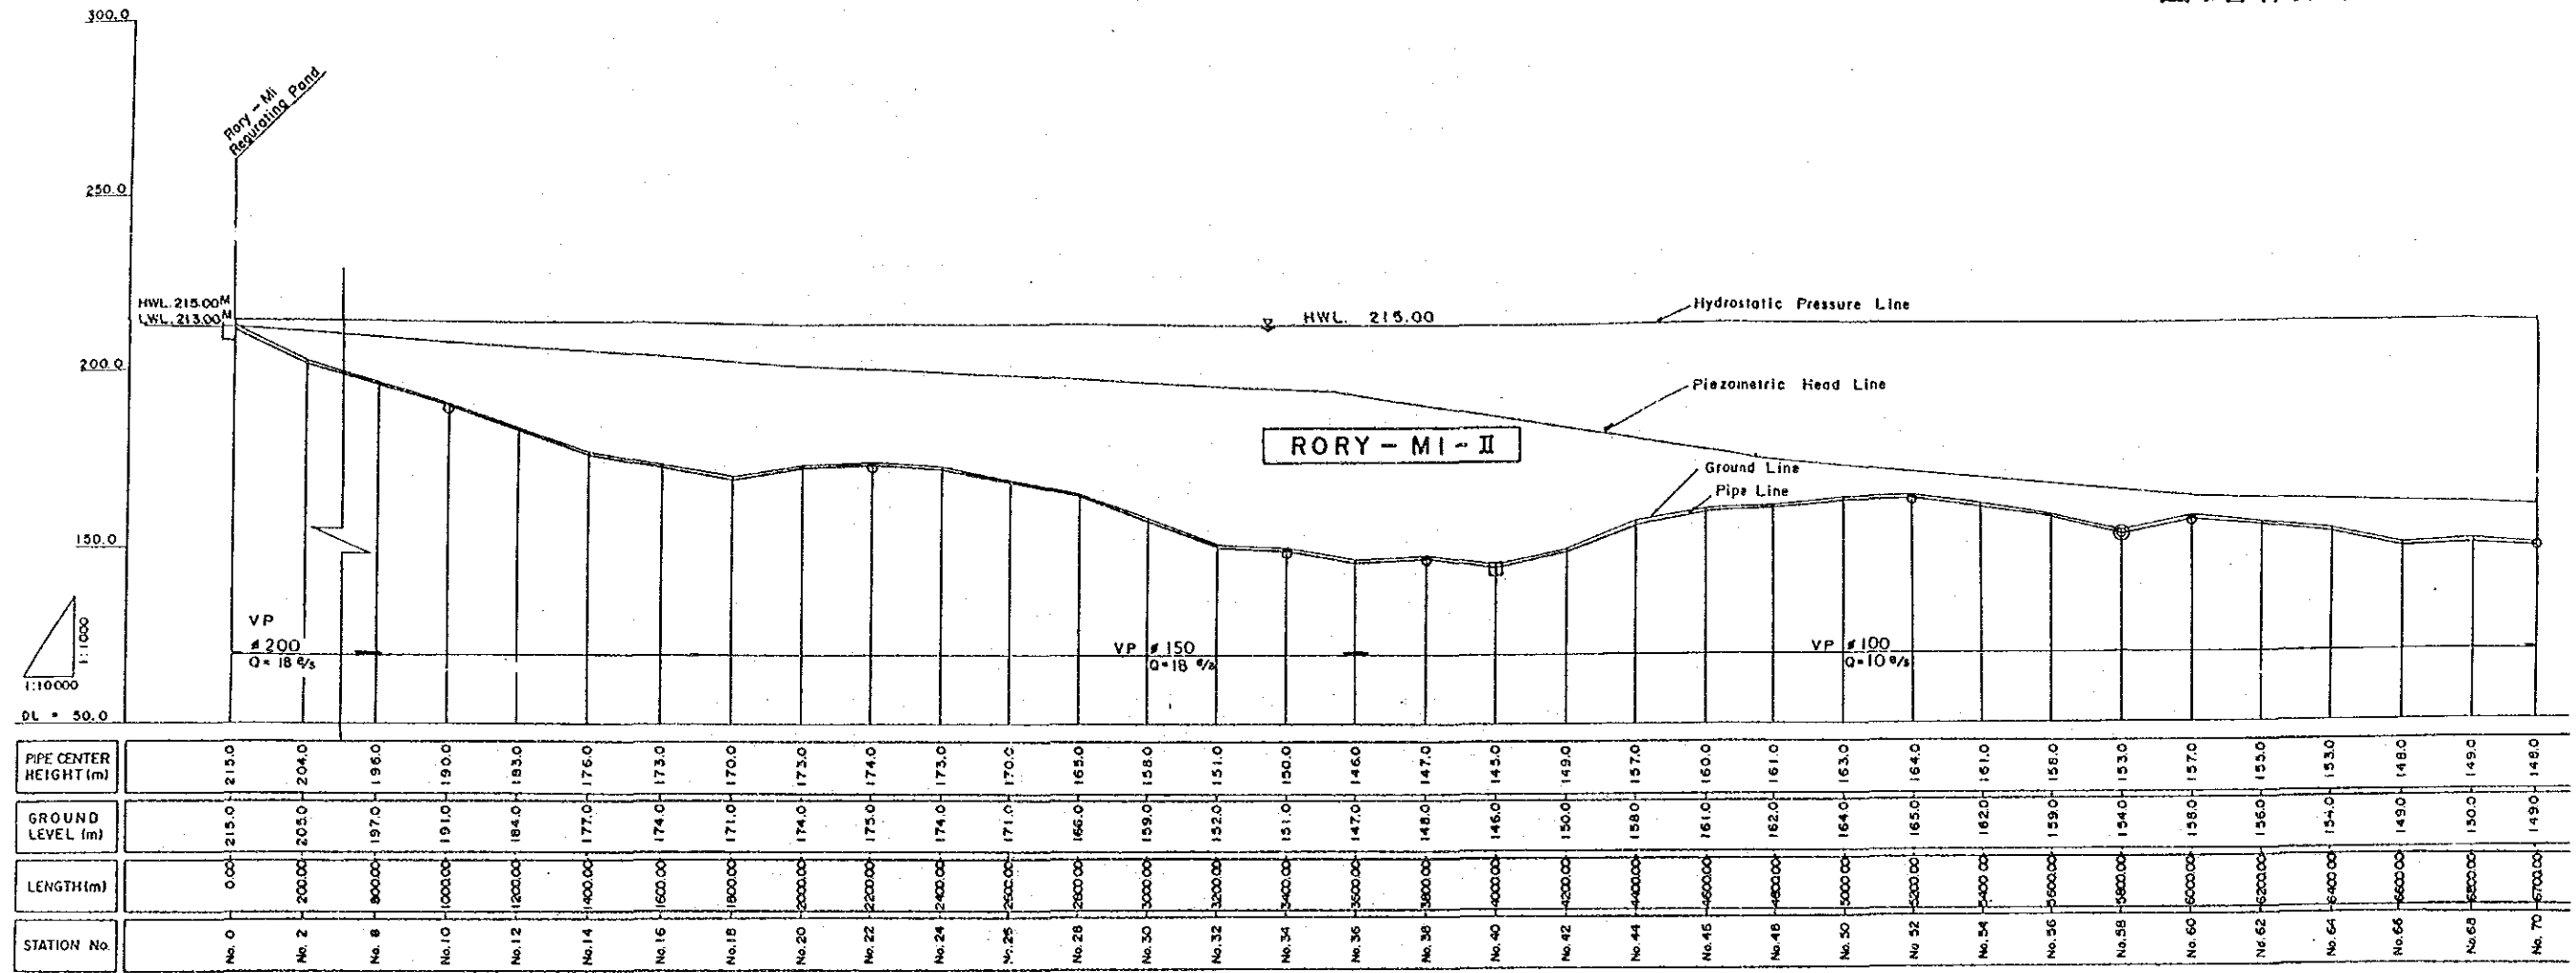 300.0
Rory - Mi
Regurating Pond
250.0
HWL. 215.00M
LWL. 213.00M
HWL. 215.00
Hydrostatic Pressure Line
200.0
Piezometric Head Line
RORY - MI - II
Ground Line
Pipe Line
150.0
VP
ø200
Q = 18 ℓ/s
VP ø150
Q=18 ℓ/s
VP ø100
Q=10 ℓ/s
1:1000
1:10000
DL = 50.0
PIPE CENTER
HEIGHT (m)
215.0 204.0 196.0 190.0 183.0 176.0 173.0 170.0 173.0 174.0 173.0 170.0 165.0 158.0 151.0 150.0 146.0 147.0 145.0 149.0 157.0 160.0 161.0 163.0 164.0 161.0 158.0 153.0 157.0 155.0 153.0 148.0 149.0 148.0
GROUND
LEVEL (m)
215.0 205.0 197.0 191.0 184.0 177.0 174.0 171.0 174.0 175.0 174.0 171.0 166.0 159.0 152.0 151.0 147.0 148.0 146.0 150.0 158.0 161.0 162.0 164.0 165.0 162.0 159.0 154.0 158.0 156.0 154.0 149.0 150.0 149.0
LENGTH (m)
0.00 200.00 800.00 1000.00 1200.00 1400.00 1600.00 1800.00 2000.00 2200.00 2400.00 2600.00 2800.00 3000.00 3200.00 3400.00 3600.00 3800.00 4000.00 4200.00 4400.00 4600.00 4800.00 5000.00 5200.00 5400.00 5600.00 5800.00 6000.00 6200.00 6400.00 6600.00 6800.00 6700.00
STATION No.
No. 0 No. 2 No. 8 No. 10 No. 12 No. 14 No. 16 No. 18 No. 20 No. 22 No. 24 No. 26 No. 28 No. 30 No. 32 No. 34 No. 36 No. 38 No. 40 No. 42 No. 44 No. 46 No. 48 No. 50 No 52 No. 54 No. 56 No. 58 No. 60 No. 62 No. 64 No. 66 No. 68 No. 70